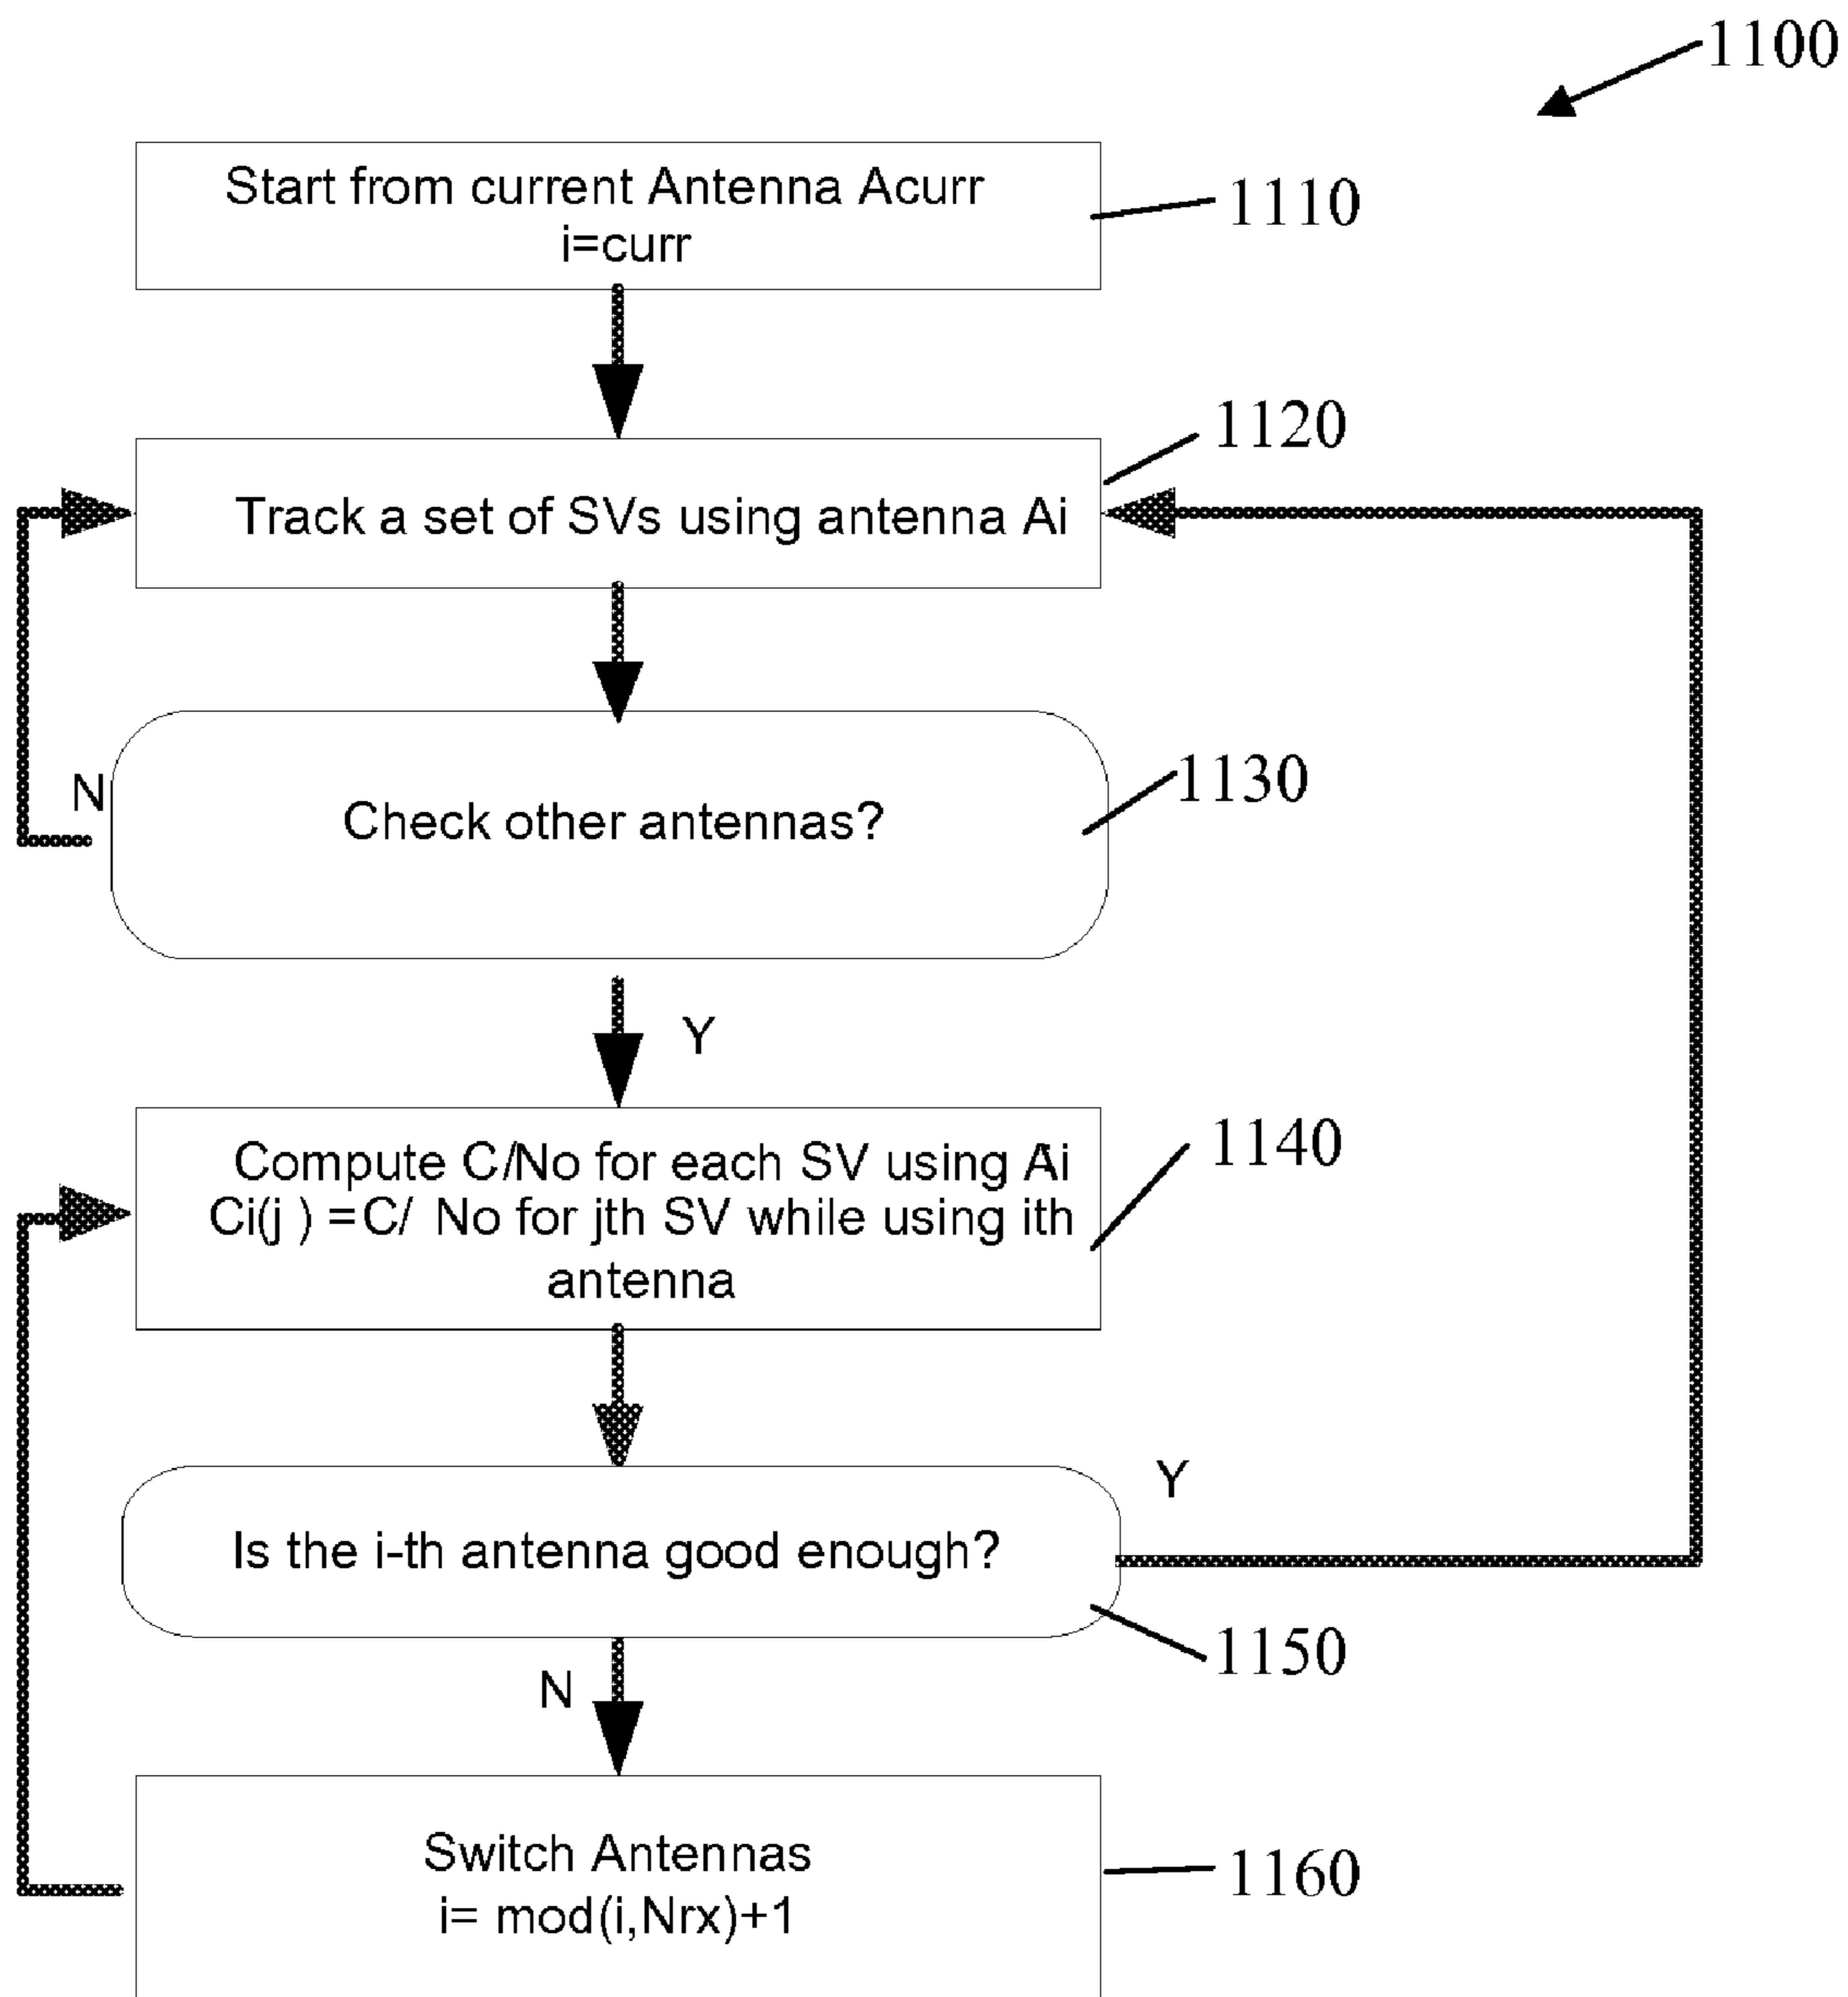 1100
Start from current Antenna Acurr
i=curr
1110
1120
Track a set of SVs using antenna Ai
N
Check other antennas?
1130
Y
Compute C/No for each SV using Ai
Ci(j ) =C/ No for jth SV while using ith
antenna
1140
Y
Is the i-th antenna good enough?
1150
N
Switch Antennas
i= mod(i,Nrx)+1
1160